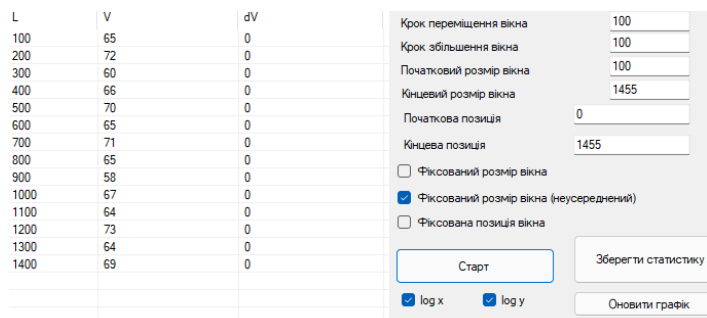 L V dV
100 65 0
200 72 0
300 60 0
400 66 0
500 70 0
600 65 0
700 71 0
800 65 0
900 58 0
1000 67 0
1100 64 0
1200 73 0
1300 64 0
1400 69 0
Крок переміщення вікна 100
Крок збільшення вікна 100
Початковий розмір вікна 100
Кінцевий розмір вікна 1455
Початкова позиція 0
Кінцева позиція 1455
Фіксований розмір вікна
Фіксований розмір вікна (неусереднений)
Фіксована позиція вікна
Старт Зберегти статистику
log x log y Оновити графік